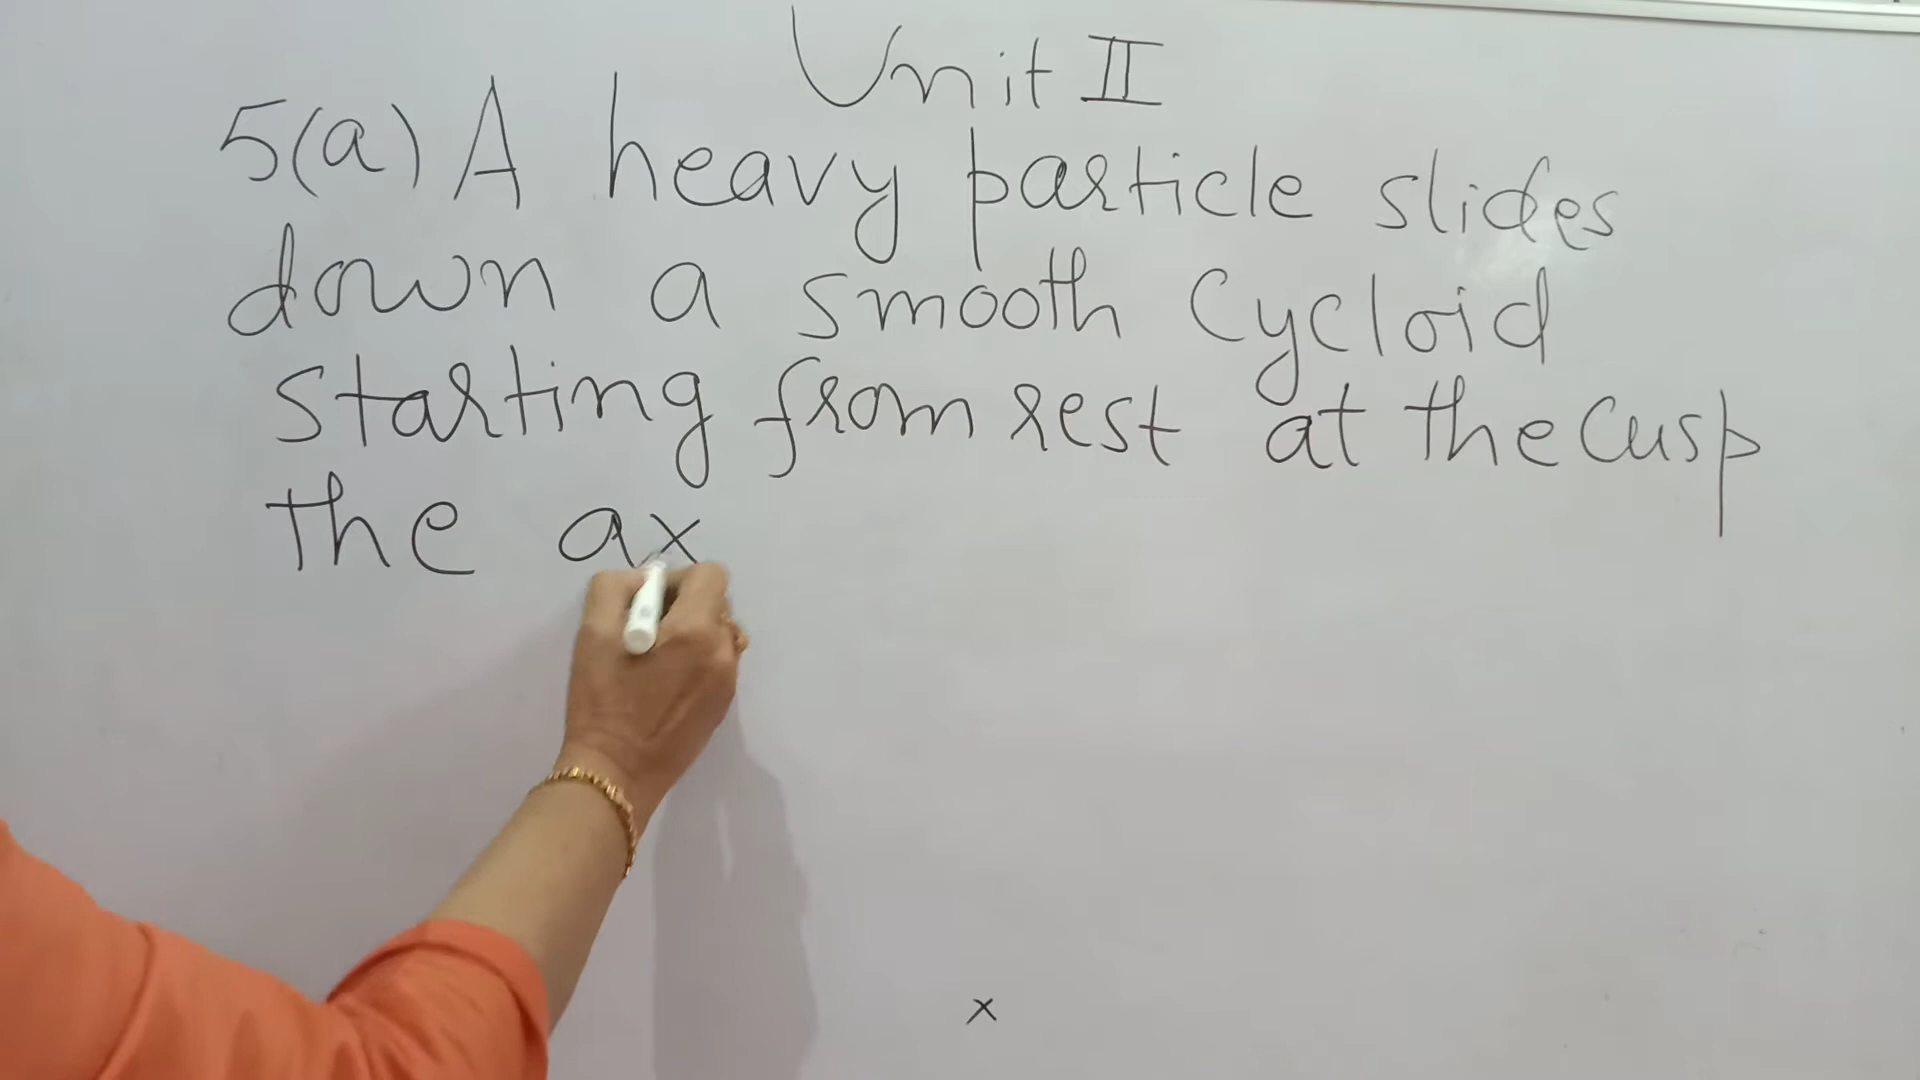 Unit II
5(a) A heavy particle slides
down a smooth Cycloid
starting from rest at the Cusp
the ax
x